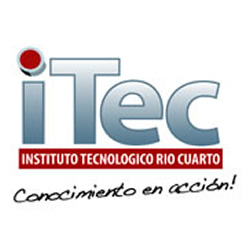 iTec
INSTITUTO TECNOLOGICO RIO CUARTO
Conocimiento en acción!